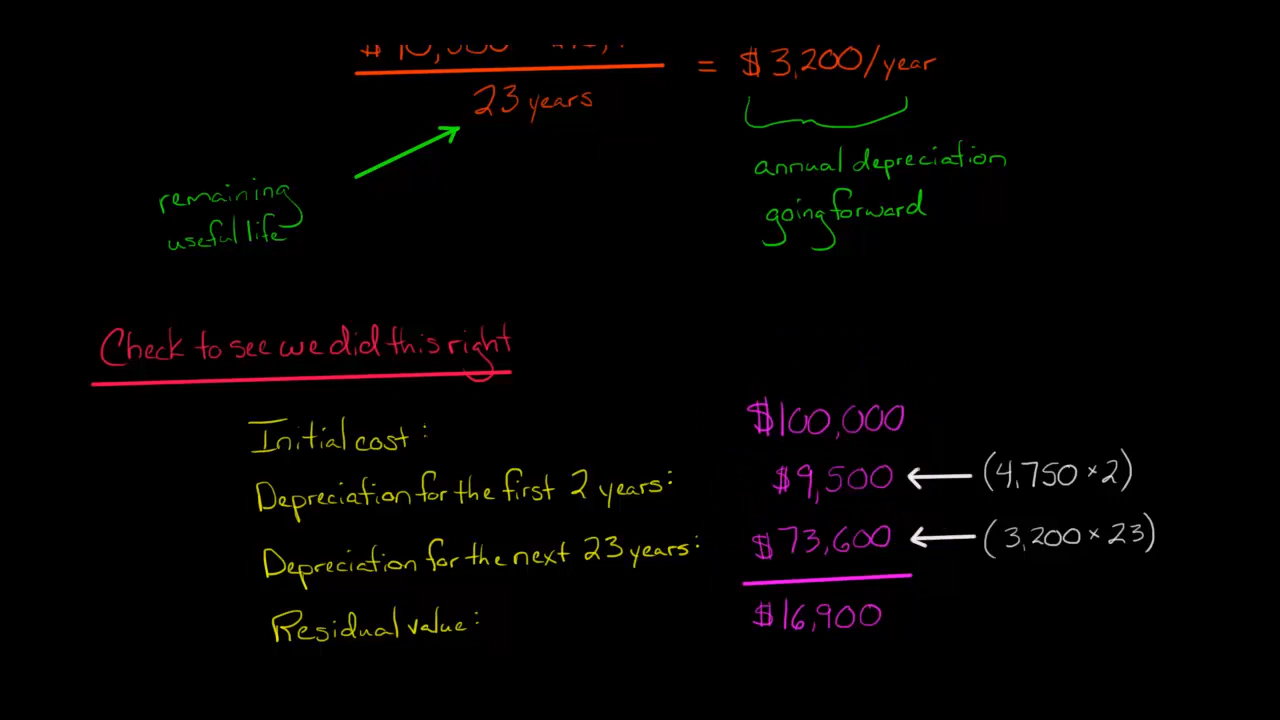 = $3,200/year
23 years
annual depreciation
going forward
remaining
useful life
Check to see we did this right
Initial cost: $100,000
Depreciation for the first 2 years: $9,500 (4,750 × 2)
Depreciation for the next 23 years: $73,600 (3,200 × 23)
Residual value: $16,900